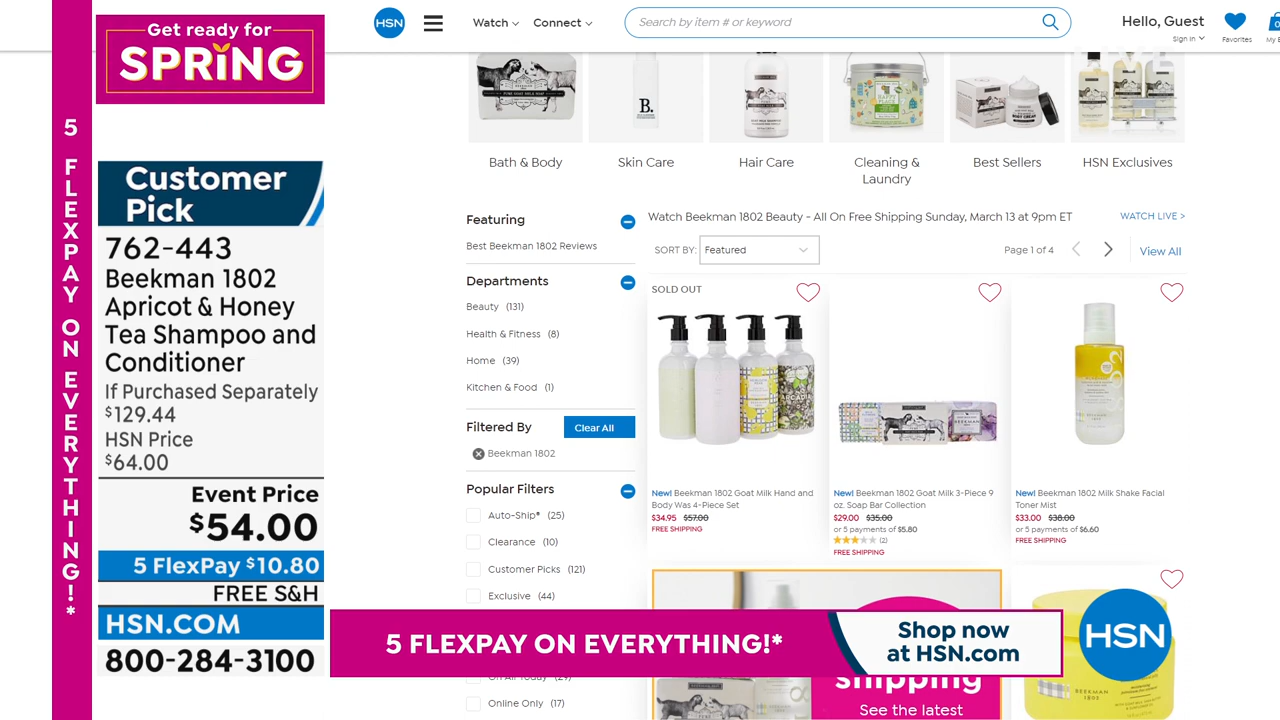 Get ready for
SPRING
5 FLEXPAY ON EVERYTHING!*
Customer
Pick
762-443
Beekman 1802
Apricot & Honey
Tea Shampoo and
Conditioner
If Purchased Separately
$129.44
HSN Price
$64.00
Event Price
$54.00
5 FlexPay $10.80
FREE S&H
HSN.COM
800-284-3100
HSN
Watch
Connect
Search by item # or keyword
Hello, Guest
Sign In
Favorites
0
B.
Bath & Body
Skin Care
Hair Care
Cleaning &
Laundry
Best Sellers
HSN Exclusives
Featuring
Best Beekman 1802 Reviews
Departments
Beauty (131)
Health & Fitness (8)
Home (39)
Kitchen & Food (1)
Filtered By
Clear All
Beekman 1802
Popular Filters
Auto-Ship® (25)
Clearance (10)
Customer Picks (121)
Exclusive (44)
On Air Today (29)
Online Only (17)
Watch Beekman 1802 Beauty - All On Free Shipping Sunday, March 13 at 9pm ET
WATCH LIVE >
SORT BY: Featured
Page 1 of 4
View All
SOLD OUT
ARCADIA
New! Beekman 1802 Goat Milk Hand and
Body Was 4-Piece Set
$34.95 $57.00
FREE SHIPPING
New! Beekman 1802 Goat Milk 3-Piece 9
oz. Soap Bar Collection
$29.00 $35.00
or 5 payments of $5.80
(2)
FREE SHIPPING
New! Beekman 1802 Milk Shake Facial
Toner Mist
$33.00 $38.00
or 5 payments of $6.60
FREE SHIPPING
5 FLEXPAY ON EVERYTHING!*
Shop now
at HSN.com
HSN
shipping
See the latest
BEEKMAN
1802